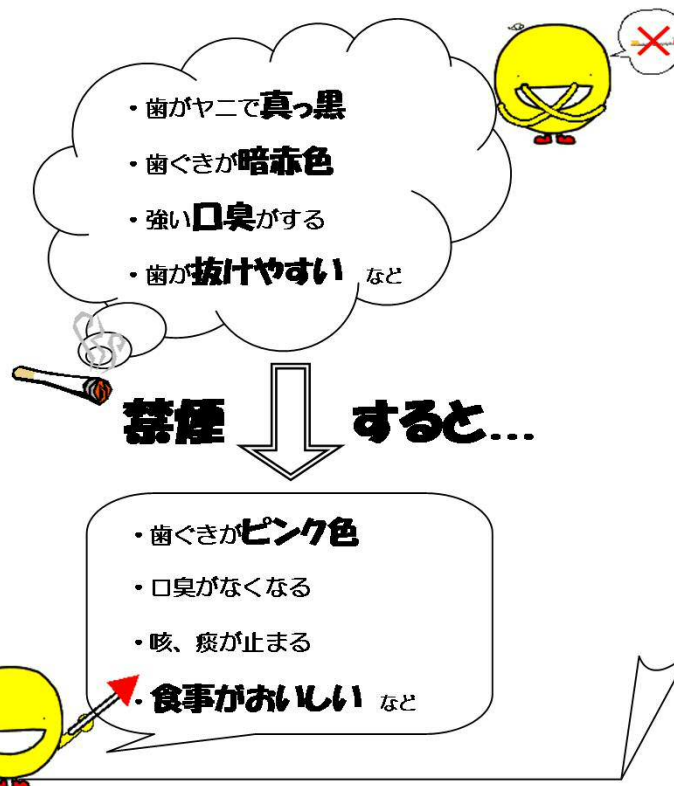 ・歯がヤニで真っ黒
・歯ぐきが暗赤色
・強い口臭がする
・歯が抜けやすい など
禁煙 すると…
・歯ぐきがピンク色
・口臭がなくなる
・咳、痰が止まる
・食事がおいしい など